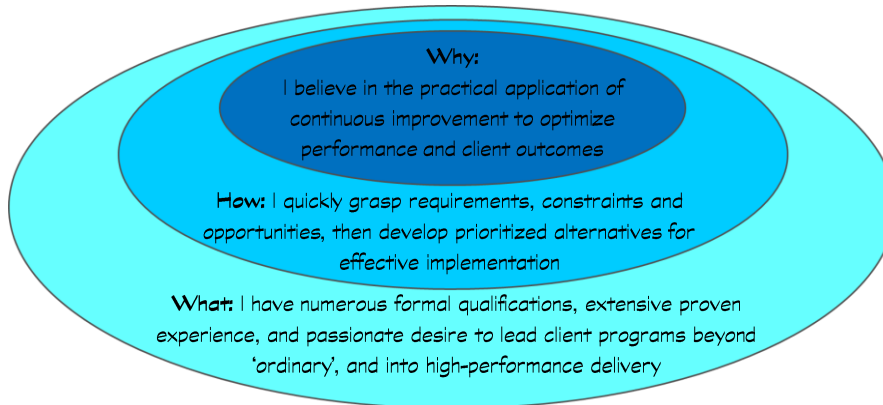 Why:
I believe in the practical application of
continuous improvement to optimize
performance and client outcomes
How: I quickly grasp requirements, constraints and
opportunities, then develop prioritized alternatives for
effective implementation
What: I have numerous formal qualifications, extensive proven
experience, and passionate desire to lead client programs beyond
‘ordinary’, and into high-performance delivery